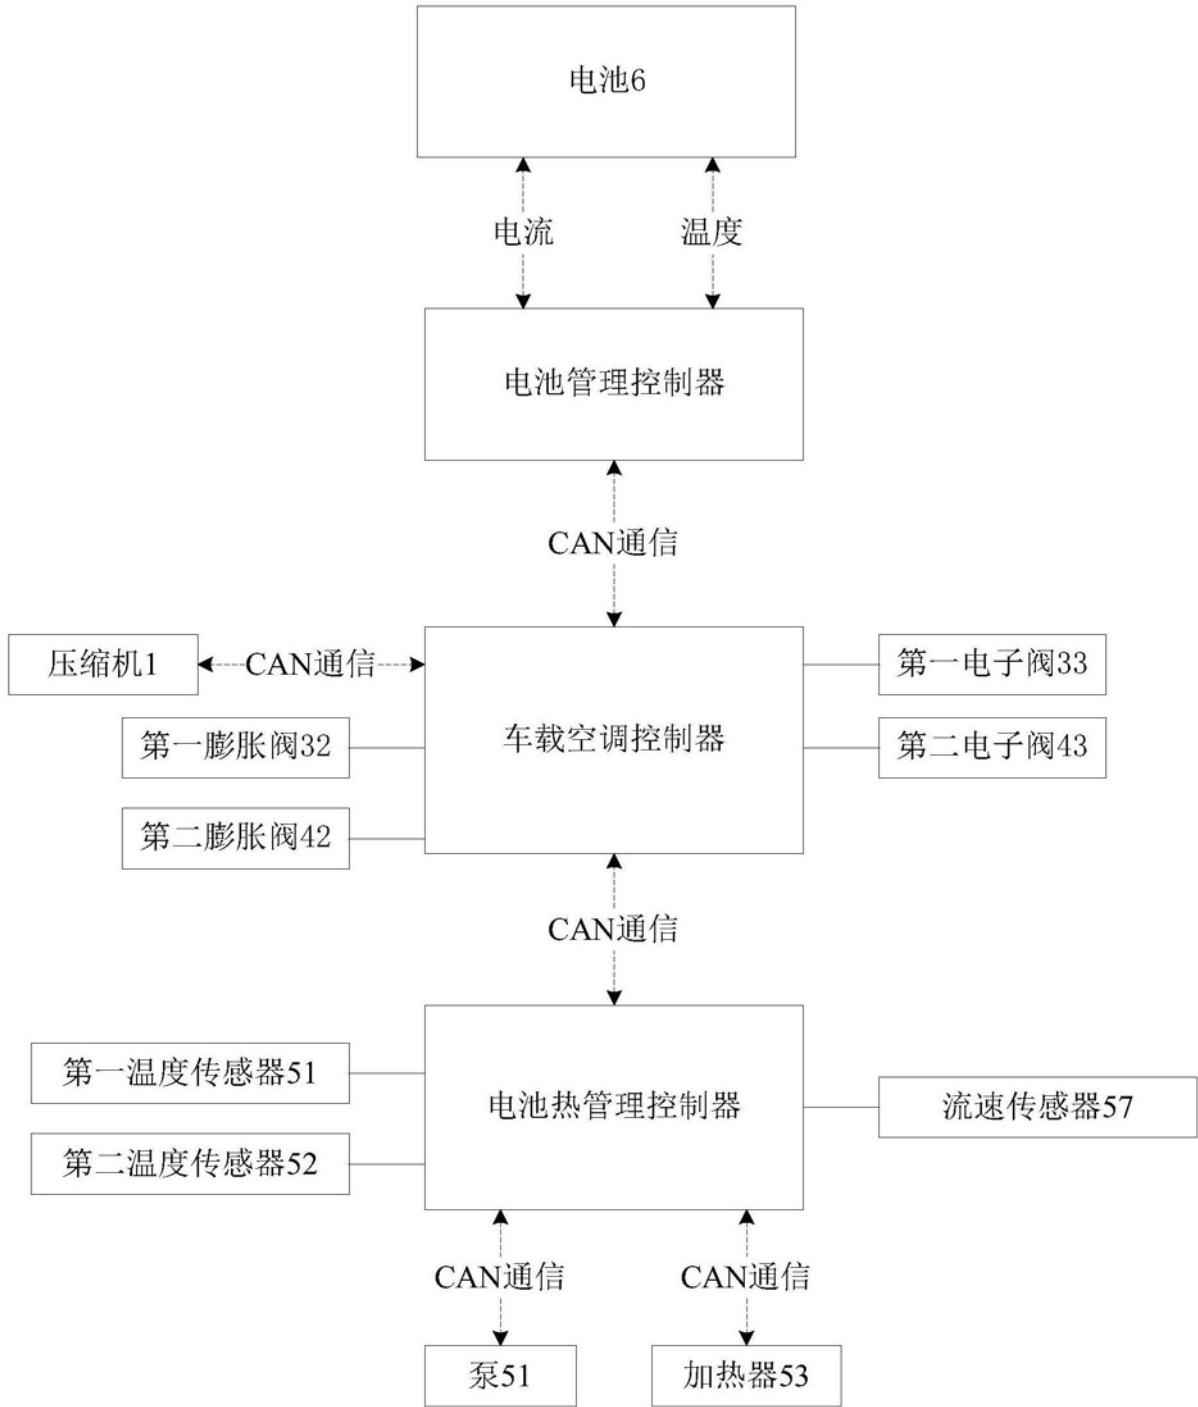 电池6
电流
温度
电池管理控制器
CAN通信
压缩机1
CAN通信
第一电子阀33
第一膨胀阀32
车载空调控制器
第二电子阀43
第二膨胀阀42
CAN通信
第一温度传感器51
电池热管理控制器
流速传感器57
第二温度传感器52
CAN通信
CAN通信
泵51
加热器53